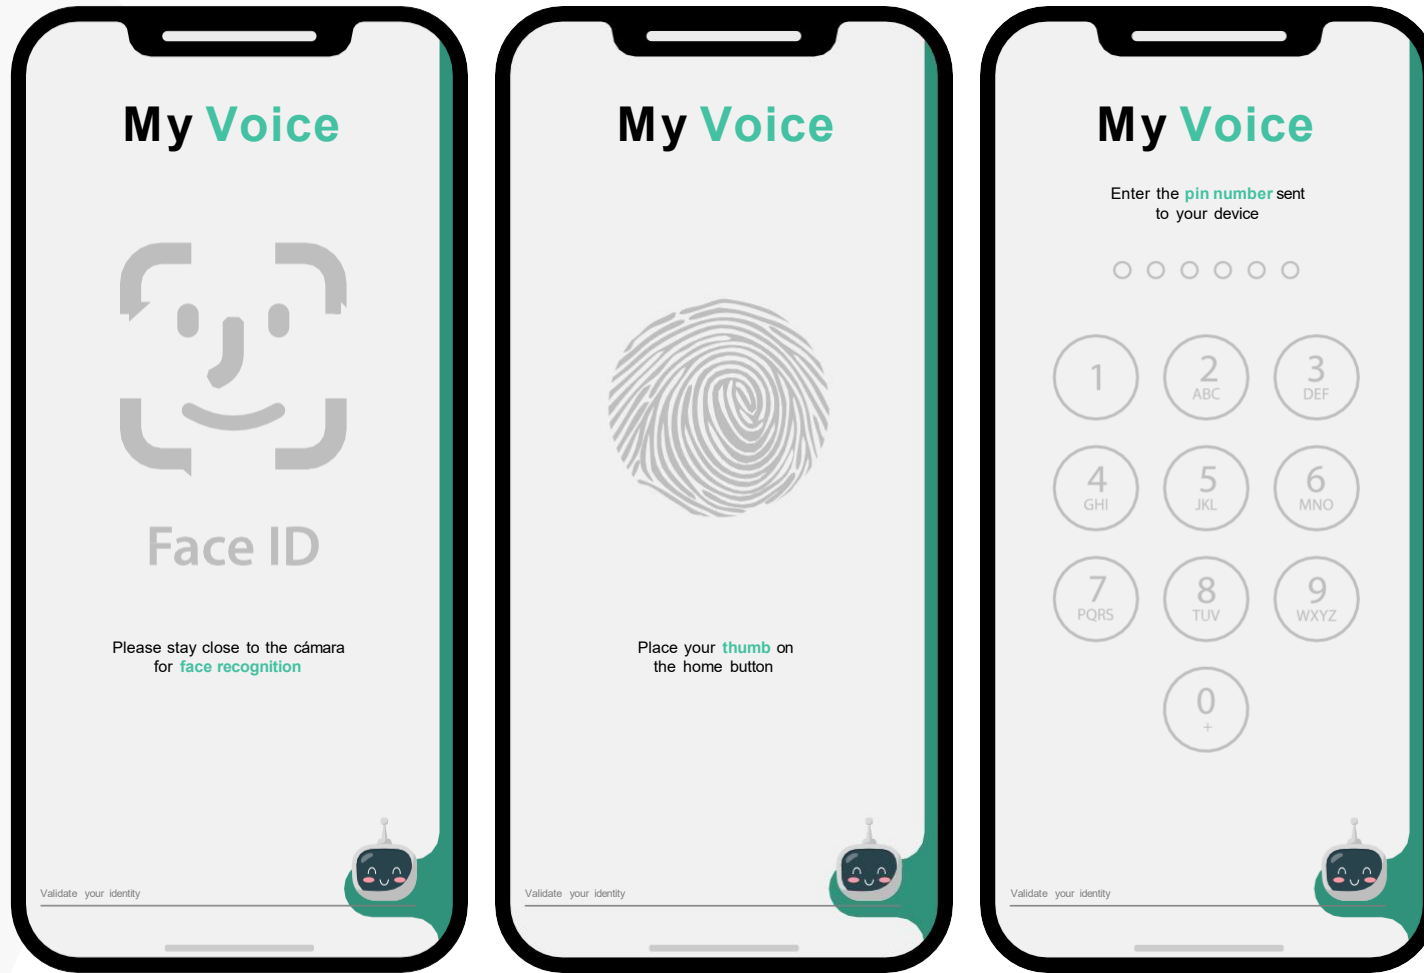 My Voice
Face ID
Please stay close to the cámara
for face recognition
Validate your identity
My Voice
Place your thumb on
the home button
Validate your identity
My Voice
Enter the pin number sent
to your device
1 2 3
ABC DEF
4 5 6
GHI JKL MNO
7 8 9
PQRS TUV WXYZ
0
+
Validate your identity